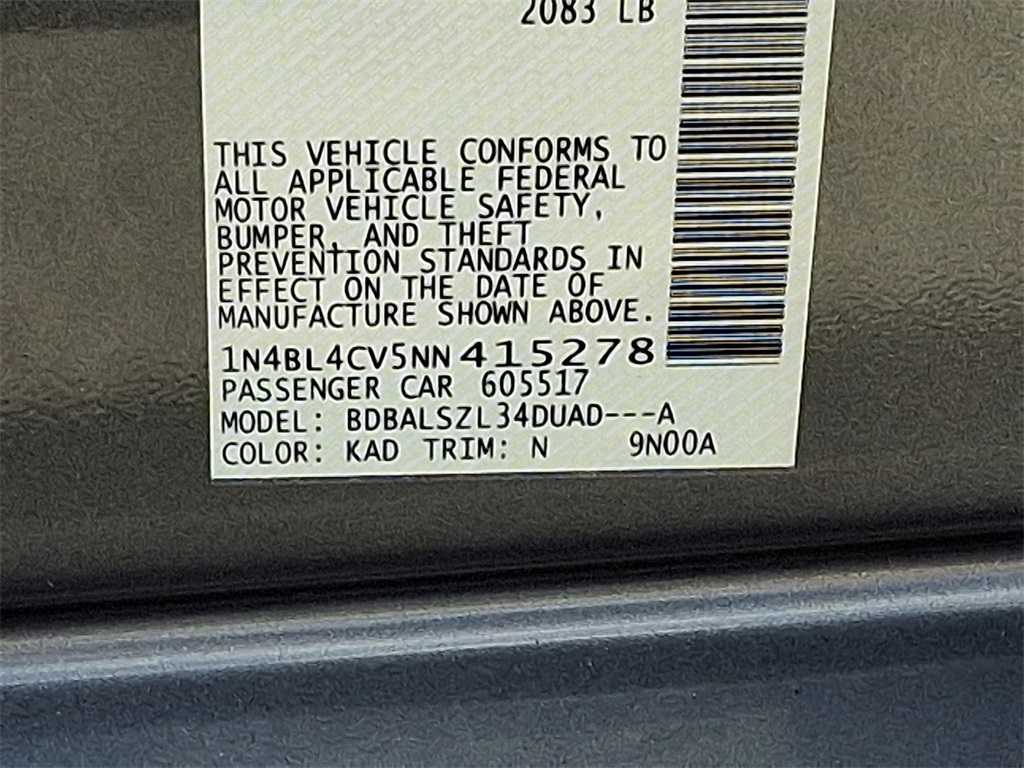 2083 LB
THIS VEHICLE CONFORMS TO
ALL APPLICABLE FEDERAL
MOTOR VEHICLE SAFETY,
BUMPER, AND THEFT
PREVENTION STANDARDS IN
EFFECT ON THE DATE OF
MANUFACTURE SHOWN ABOVE.
1N4BL4CV5NN415278
PASSENGER CAR 605517
MODEL: BDBALSZL34DUAD---A
COLOR: KAD TRIM: N 9N00A